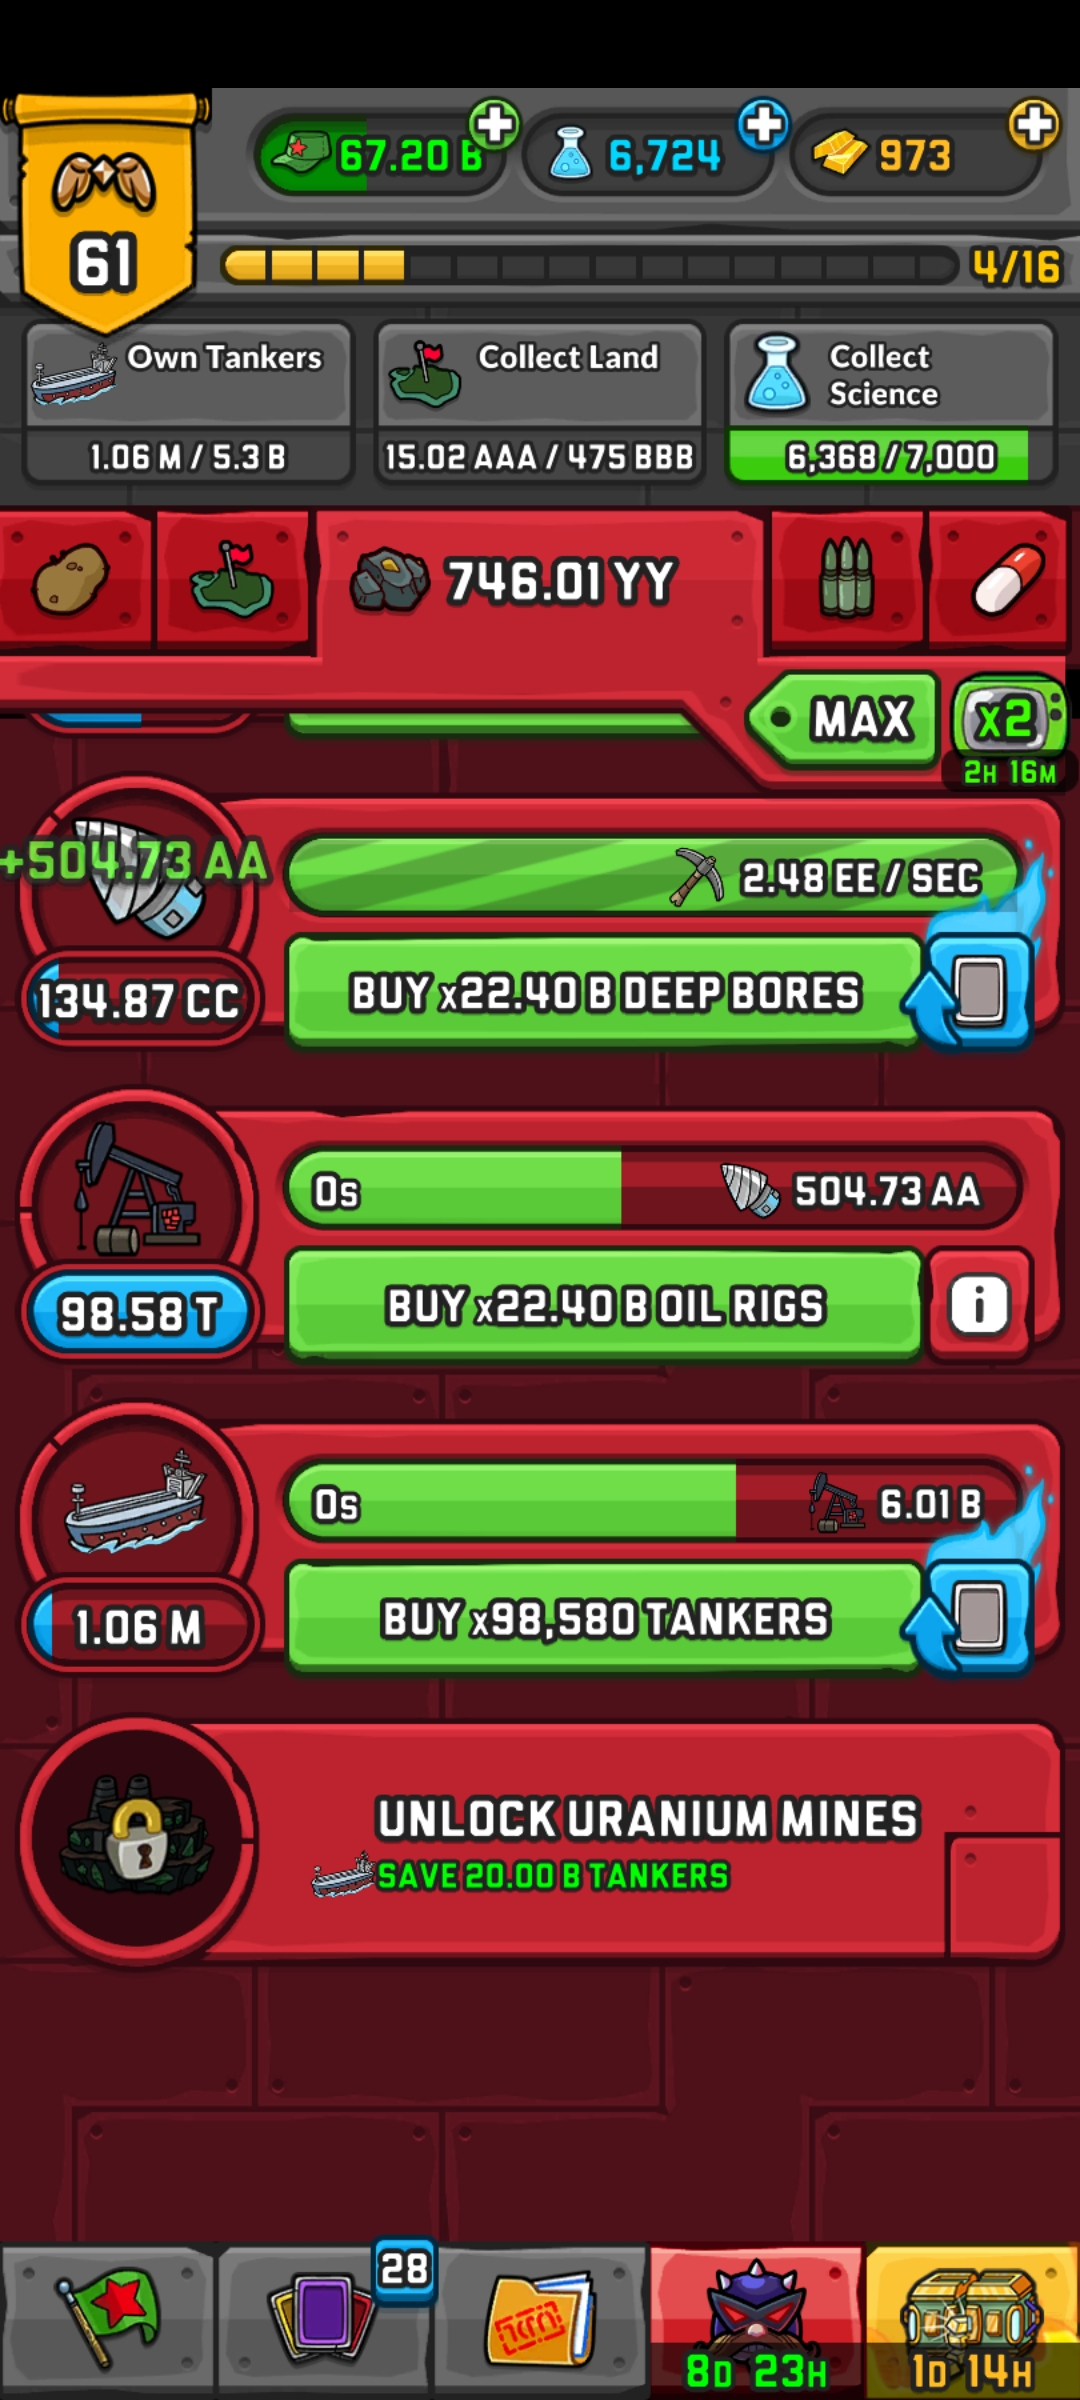 67.20 B
6,724
973
61
4/16
Own Tankers
1.06 M / 5.3 B
Collect Land
15.02 AAA / 475 BBB
Collect
Science
6,368 / 7,000
746.01 YY
MAX
x2
2H 16M
+504.73 AA
2.48 EE / SEC
134.87 CC
BUY x22.40 B DEEP BORES
0s
504.73 AA
98.58 T
BUY x22.40 B OIL RIGS
i
0s
6.01 B
1.06 M
BUY x98,580 TANKERS
UNLOCK URANIUM MINES
SAVE 20.00 B TANKERS
28
8D 23H
1D 14H